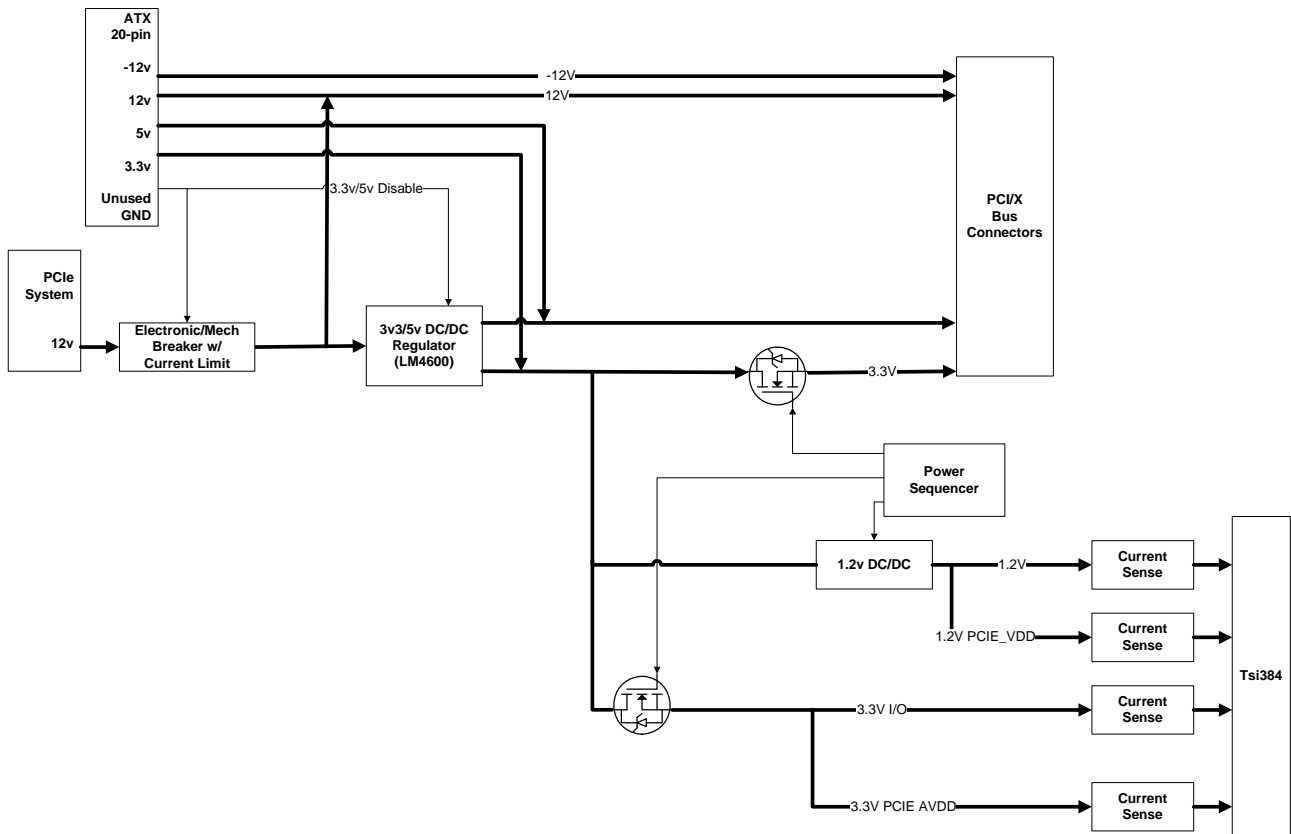 ATX
20-pin
-12v
12v
5v
3.3v
Unused
GND
-12V
12V
3.3v/5v Disable
PCI/X
Bus
Connectors
PCIe
System
12v
Electronic/Mech
Breaker w/
Current Limit
3v3/5v DC/DC
Regulator
(LM4600)
3.3V
Power
Sequencer
1.2v DC/DC
1.2V
Current
Sense
1.2V PCIE_VDD
Current
Sense
Tsi384
3.3V I/O
Current
Sense
3.3V PCIE AVDD
Current
Sense